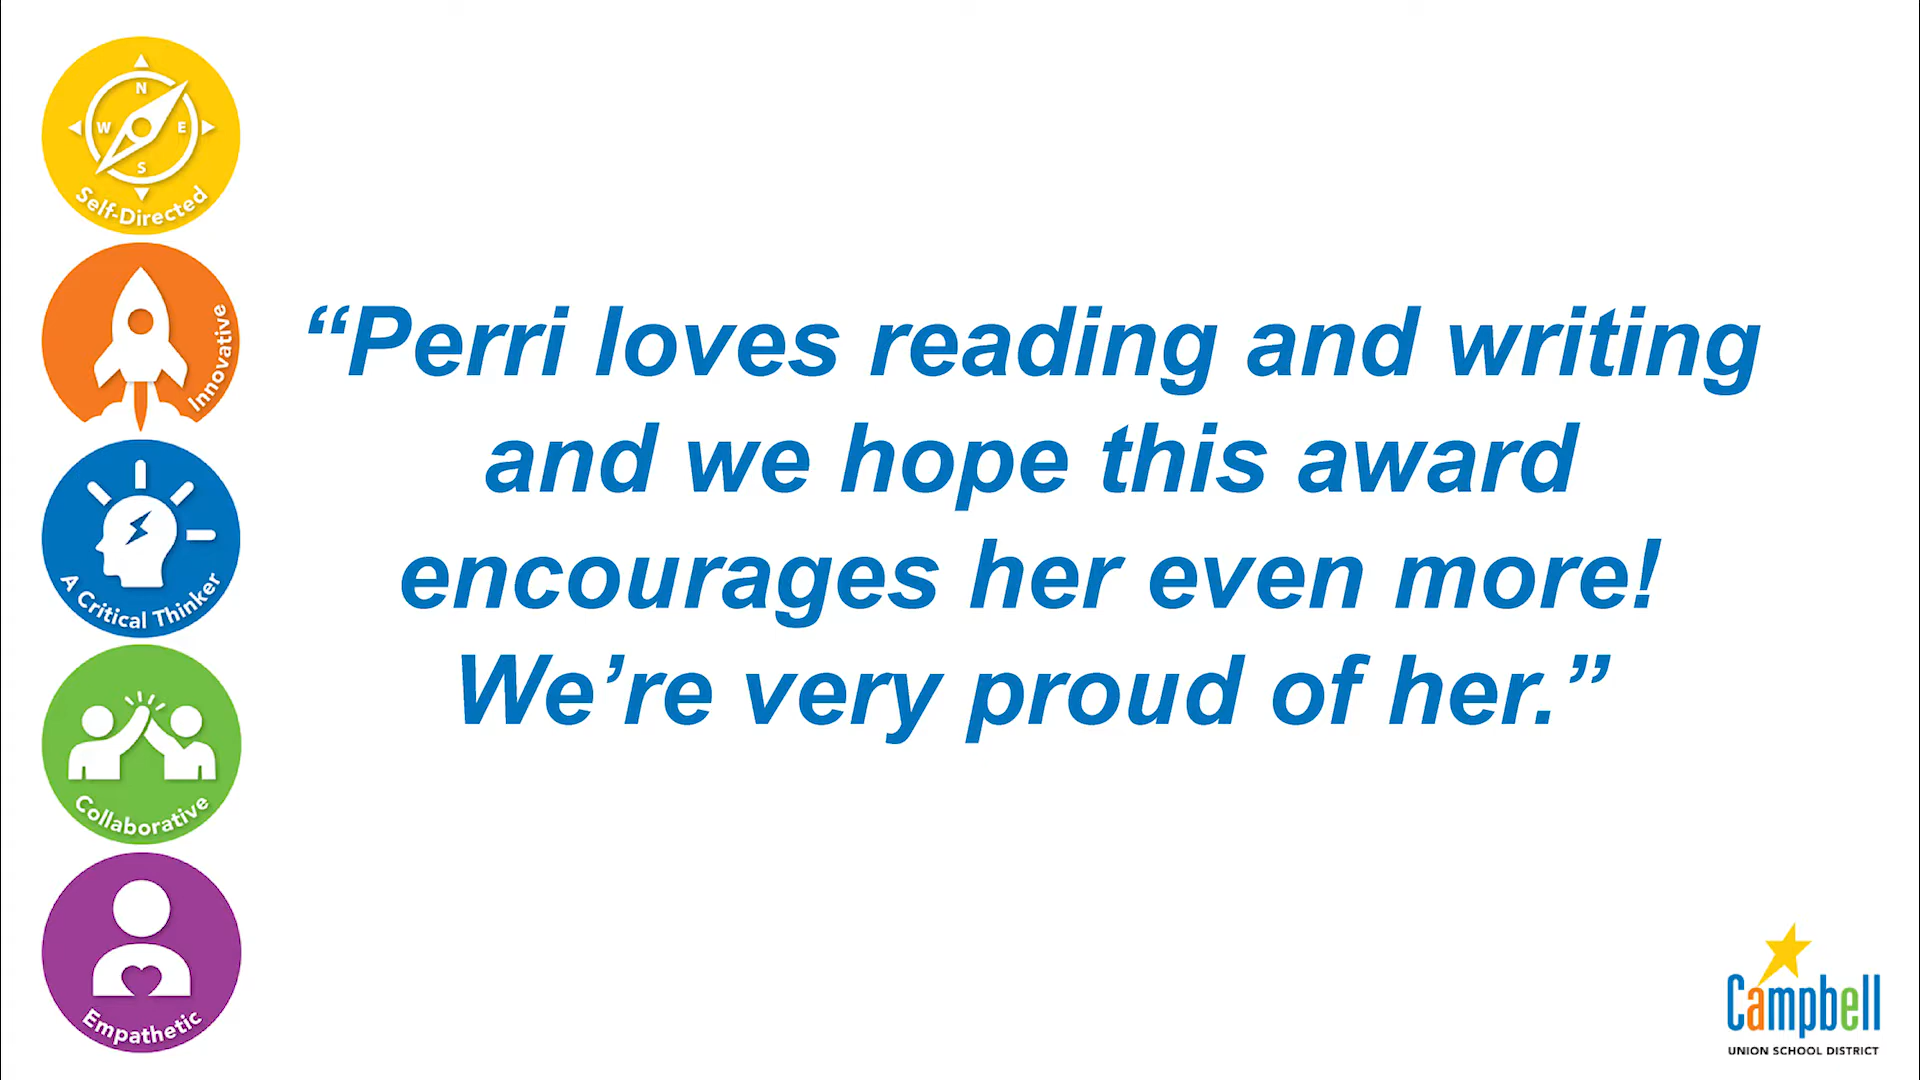 N
W E
S
Self-Directed
Innovative
A Critical Thinker
Collaborative
Empathetic
“Perri loves reading and writing
and we hope this award
encourages her even more!
We’re very proud of her.”
Campbell
UNION SCHOOL DISTRICT